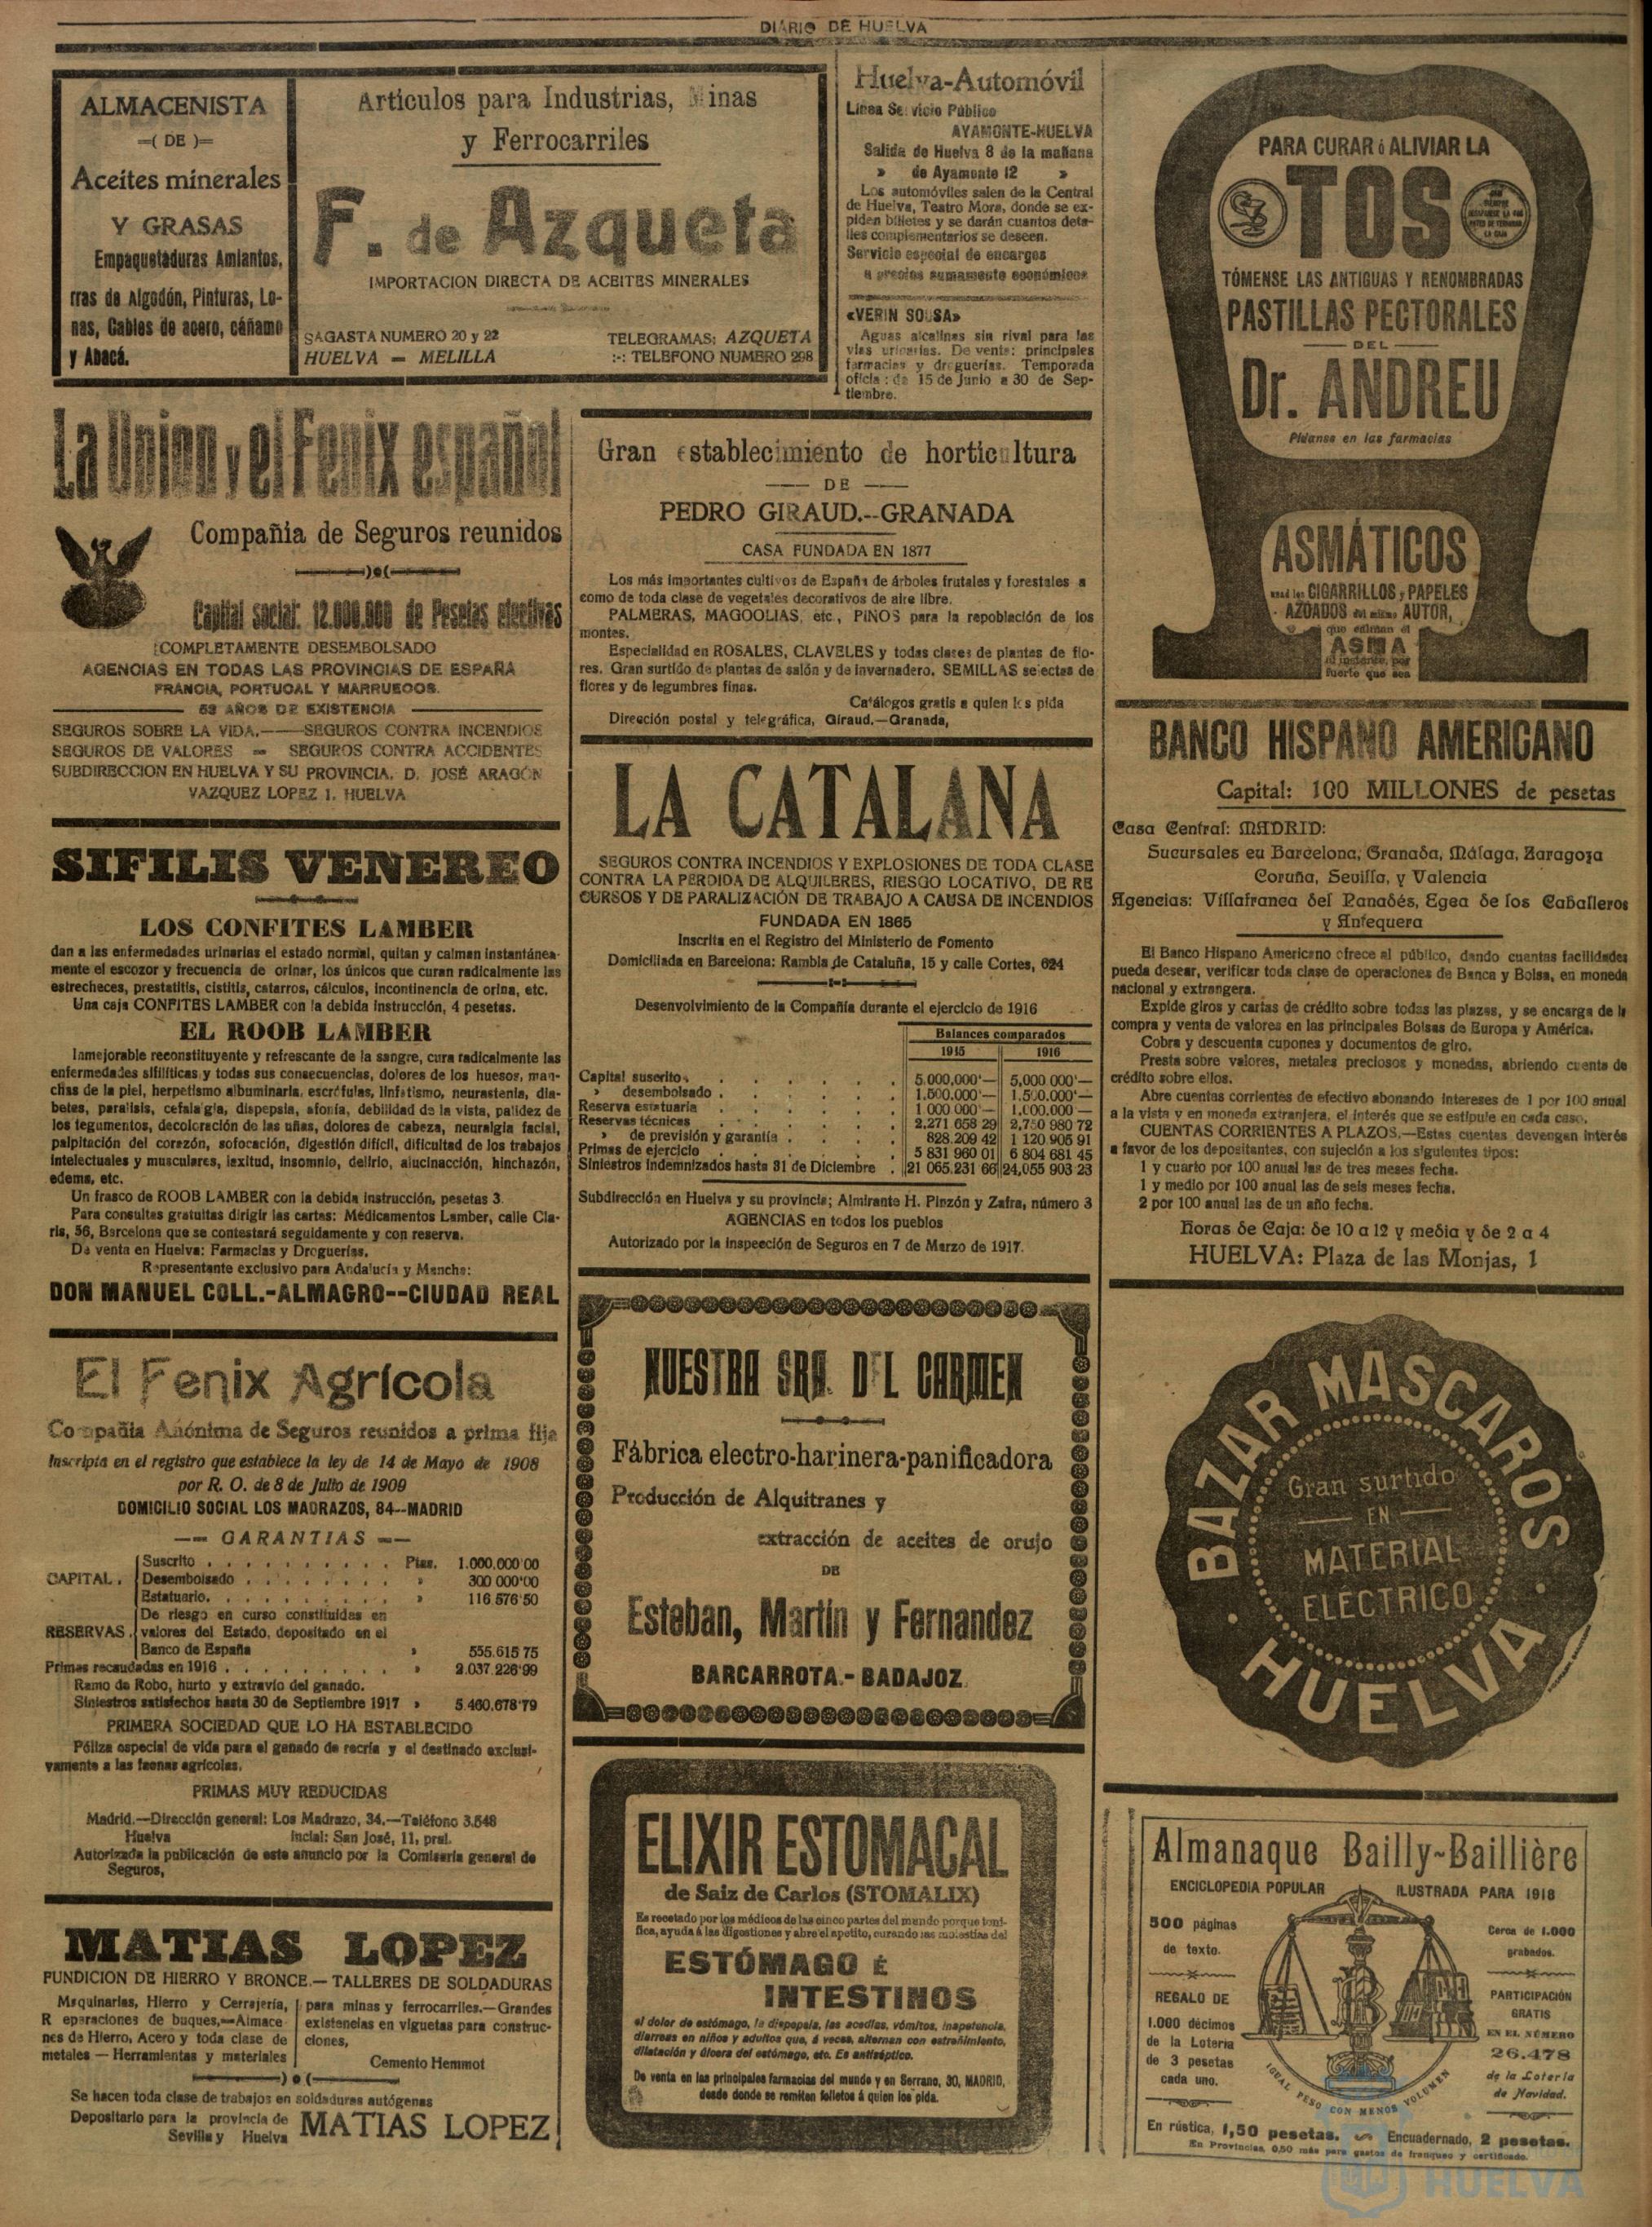 DIARIO DE HUELVA
ALMACENISTA
=( DE )=
Aceites minerales
Y GRASAS
Empaquetaduras Amiantos,
rras de Algodón, Pinturas, Lo-
nas, Cables de acero, cáñamo
y Abacá.
Artículos para Industrias, Minas
y Ferrocarriles
F. de Azqueta
IMPORTACION DIRECTA DE ACEITES MINERALES
SAGASTA NUMERO 20 y 22
HUELVA — MELILLA
TELEGRAMAS: AZQUETA
:-: TELEFONO NUMERO 298
Huelva-Automóvil
Línea Servicio Público
AYAMONTE-HUELVA
Salida de Huelva 8 de la mañana
» de Ayamonte 12 »
Los automóviles salen de la Central
de Huelva, Teatro Mora, donde se ex-
piden billetes y se darán cuantos deta-
lles complementarios se deseen.
Servicio especial de encargos
a precios sumamente económicos
«VERIN SOUSA»
Aguas alcalinas sin rival para las
vias urinarias. De venta: principales
farmacias y droguerías. Temporada
oficial: de 15 de Junio a 30 de Sep-
tiembre.
La Union y el Fenix español
Compañia de Seguros reunidos
Capital social: 12.000.000 de Pesetas efectivas
COMPLETAMENTE DESEMBOLSADO
AGENCIAS EN TODAS LAS PROVINCIAS DE ESPAÑA
FRANCIA, PORTUGAL Y MARRUECOS.
53 AÑOS DE EXISTENCIA
SEGUROS SOBRE LA VIDA.——SEGUROS CONTRA INCENDIOS
SEGUROS DE VALORES — SEGUROS CONTRA ACCIDENTES
SUBDIRECCION EN HUELVA Y SU PROVINCIA. D. JOSÉ ARAGÓN
VAZQUEZ LOPEZ 1. HUELVA
SIFILIS VENEREO
LOS CONFITES LAMBER
dan a las enfermedades urinarias el estado normal, quitan y calman instantánea-
mente el escozor y frecuencia de orinar, los únicos que curan radicalmente las
estrecheces, prestatitis, cistitis, catarros, cálculos, incontinencia de orina, etc.
Una caja CONFITES LAMBER con la debida instrucción, 4 pesetas.
EL ROOB LAMBER
Inmejorable reconstituyente y refrescante de la sangre, cura radicalmente las
enfermedades sifilíticas y todas sus consecuencias, dolores de los huesos, man-
chas de la piel, herpetismo albuminaria, escrófulas, linfatismo, neurastenia, dia-
betes, paralisis, cefalagia, dispepsia, afonía, debilidad de la vista, palidez de
los tegumentos, decoloración de las uñas, dolores de cabeza, neuralgia facial,
palpitación del corazón, sofocación, digestión difícil, dificultad de los trabajos
intelectuales y musculares, laxitud, insomnio, delirio, alucinacción, hinchazón,
edema, etc.
Un frasco de ROOB LAMBER con la debida instrucción, pesetas 3.
Para consultas gratuitas dirigir las cartas: Medicamentos Lamber, calle Cla-
ris, 56, Barcelona que se contestará seguidamente y con reserva.
De venta en Huelva: Farmacias y Droguerías.
Representante exclusivo para Andalucía y Mancha:
DON MANUEL COLL.-ALMAGRO--CIUDAD REAL
El Fenix Agrícola
Compañia Anónima de Seguros reunidos a prima fija
Inscripta en el registro que establece la ley de 14 de Mayo de 1908
por R. O. de 8 de Julio de 1909
DOMICILIO SOCIAL LOS MADRAZOS, 34--MADRID
—— GARANTIAS ——
CAPITAL. Suscrito . . . . . Ptas. 1.000.000'00
Desembolsado . . . . . » 300 000'00
Estatuario. . . . . . » 116 576'50
RESERVAS. De riesgo en curso constituidas en
valores del Estado, depositado en el
Banco de España » 555.615 75
Primas recaudadas en 1916 . . . . . » 2.037.226'99
Ramo de Robo, hurto y extravío del ganado.
Siniestros satisfechos hasta 30 de Septiembre 1917 » 5.460.678'79
PRIMERA SOCIEDAD QUE LO HA ESTABLECIDO
Póliza especial de vida para el ganado de recría y el destinado exclusi-
vamente a las faenas agrícolas.
PRIMAS MUY REDUCIDAS
Madrid.—Dirección general: Los Madrazo, 34.—Teléfono 3.548
Huelva Incial: San José, 11, pral.
Autorizada la publicación de este anuncio por la Comisaría general de
Seguros,
MATIAS LOPEZ
FUNDICION DE HIERRO Y BRONCE.— TALLERES DE SOLDADURAS
Maquinarias, Hierro y Cerrajería,
R eparaciones de buques,—Almace
nes de Hierro, Acero y toda clase de
metales — Herramientas y materiales
para minas y ferrocarriles.— Grandes
existencias en viguetas para construc-
ciones,
Cemento Hemmot
Se hacen toda clase de trabajos en soldaduras autógenas
Depositario para la provincia de
Sevilla y Huelva
MATIAS LOPEZ
Gran establecimiento de horticultura
— DE —
PEDRO GIRAUD.--GRANADA
CASA FUNDADA EN 1877
Los más importantes cultivos de España de árboles frutales y forestales a
como de toda clase de vegetales decorativos de aire libre.
PALMERAS, MAGOOLIAS, etc., PINOS para la repoblación de los
montes.
Especialidad en ROSALES, CLAVELES y todas clases de plantas de flo-
res. Gran surtido de plantas de salón y de invernadero. SEMILLAS selectas de
flores y de legumbres finas.
Catálogos gratis a quien los pida
Dirección postal y telegráfica, Giraud.—Granada,
LA CATALANA
SEGUROS CONTRA INCENDIOS Y EXPLOSIONES DE TODA CLASE
CONTRA LA PERDIDA DE ALQUILERES, RIESGO LOCATIVO, DE RE
CURSOS Y DE PARALIZACIÓN DE TRABAJO A CAUSA DE INCENDIOS
FUNDADA EN 1865
Inscrita en el Registro del Ministerio de Fomento
Domiciliada en Barcelona: Rambla de Cataluña, 15 y calle Cortes, 624
Desenvolvimiento de la Compañía durante el ejercicio de 1916
Balances comparados
1915 1916
Capital suscrito . . . . . . 5.000,000'— 5,000 000'—
» desembolsado . . . . . 1.500.000'— 1.500.000'—
Reserva estatuaria . . . . . 1 000 000'— 1,000.000 —
Reservas técnicas . . . . . 2,271 658 29 2,750 980 72
» de previsión y garantía . . . . 828.209 42 1 120 905 91
Primas de ejercicio . . . . . 5 831 960 01 6 804 681 45
Siniestros indemnizados hasta 31 de Diciembre . 21 065.231 66 24,055 903 23
Subdirección en Huelva y su provincia; Almirante H. Pinzón y Zafra, número 3
AGENCIAS en todos los pueblos
Autorizado por la Inspección de Seguros en 7 de Marzo de 1917.
NUESTRA SRA. DEL CARMEN
Fábrica electro-harinera-panificadora
Producción de Alquitranes y
extracción de aceites de orujo
DE
Esteban, Martín y Fernandez
BARCARROTA.- BADAJOZ
ELIXIR ESTOMACAL
de Saiz de Carlos (STOMALIX)
Es recetado por los médicos de las cinco partes del mundo porque toni-
fica, ayuda á las digestiones y abre el apetito, curando las molestias del
ESTÓMAGO É
INTESTINOS
el dolor de estómago, la dispepsia, las acedías, vómitos, inapetencia,
diarreas en niños y adultos que, á veces, alternan con estreñimiento,
dilatación y úlcera del estómago, etc. Es antiséptico.
De venta en las principales farmacias del mundo y en Serrano, 30, MADRID,
desde donde se remiten folletos á quien los pida.
PARA CURAR ó ALIVIAR LA
TOS
TÓMENSE LAS ANTIGUAS Y RENOMBRADAS
PASTILLAS PECTORALES
— DEL —
Dr. ANDREU
Pídanse en las farmacias
ASMÁTICOS
usad los CIGARRILLOS y PAPELES
AZOADOS del mismo AUTOR,
que calman el
ASMA
al instante, por
fuerte que sea
BANCO HISPANO AMERICANO
Capital: 100 MILLONES de pesetas
Casa Central: MADRID:
Sucursales en Barcelona, Granada, Málaga, Zaragoza
Coruña, Sevilla, y Valencia
Agencias: Villafranca del Panadés, Egea de los Caballeros
y Antequera
El Banco Hispano Americano ofrece al público, dando cuantas facilidades
pueda desear, verificar toda clase de operaciones de Banca y Bolsa, en moneda
nacional y extrangera.
Expide giros y cartas de crédito sobre todas las plazas, y se encarga de la
compra y venta de valores en las principales Bolsas de Europa y América.
Cobra y descuenta cupones y documentos de giro.
Presta sobre valores, metales preciosos y monedas, abriendo cuenta de
crédito sobre ellos.
Abre cuentas corrientes de efectivo abonando intereses de 1 por 100 anual
a la vista y en moneda extranjera, el interés que se estipule en cada caso.
CUENTAS CORRIENTES A PLAZOS.—Estas cuentas devengan interés
a favor de los depositantes, con sujeción a los siguientes tipos:
1 y cuarto por 100 anual las de tres meses fecha.
1 y medio por 100 anual las de seis meses fecha.
2 por 100 anual las de un año fecha.
Horas de Caja: de 10 a 12 y media y de 2 a 4
HUELVA: Plaza de las Monjas, 1
BAZAR MASCAROS
Gran surtido
— EN —
MATERIAL
ELÉCTRICO
HUELVA
Almanaque Bailly-Baillière
ENCICLOPEDIA POPULAR ILUSTRADA PARA 1918
500 páginas
de texto.
REGALO DE
1.000 décimos
de la Lotería
de 3 pesetas
cada uno.
Cerca de 1.000
grabados.
PARTICIPACIÓN
GRATIS
EN EL NÚMERO
26.478
de la Lotería
de Navidad.
IGUAL PESO CON MENOS VOLUMEN
En rústica, 1,50 pesetas. Encuadernado, 2 pesetas.
En Provincias, 0,50 más para gastos de franqueo y certificado.
HUELVA